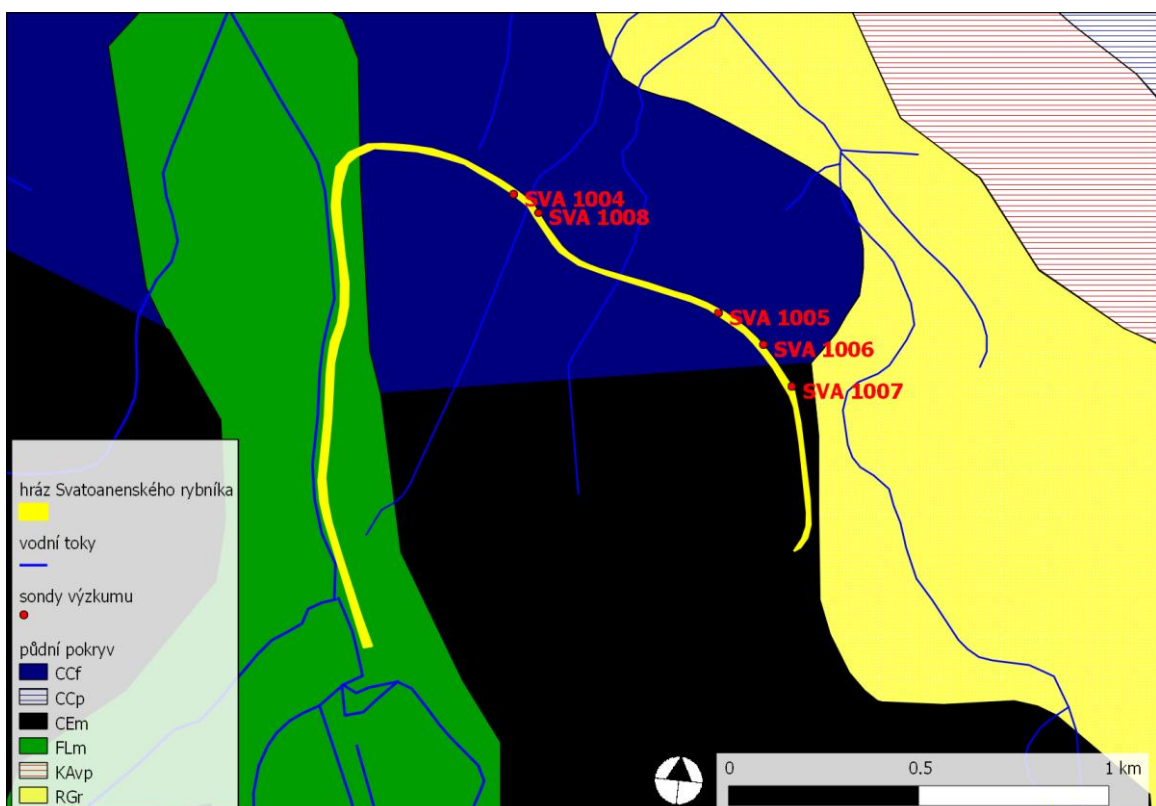 SVA 1004
SVA 1008
SVA 1005
SVA 1006
SVA 1007
hráz Svatoanenského rybníka
vodní toky
sondy výzkumu
půdní pokryv
CCf
CCp
CEm
FLm
KAvp
RGr
0 0.5 1 km